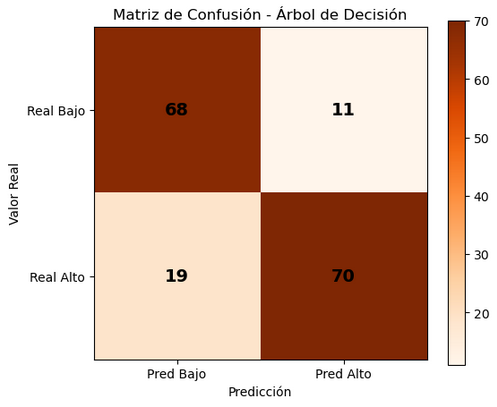 Matriz de Confusión - Árbol de Decisión
70
Real Bajo
68
11
60
50
Valor Real
40
30
Real Alto
19
70
20
Pred Bajo
Pred Alto
Predicción